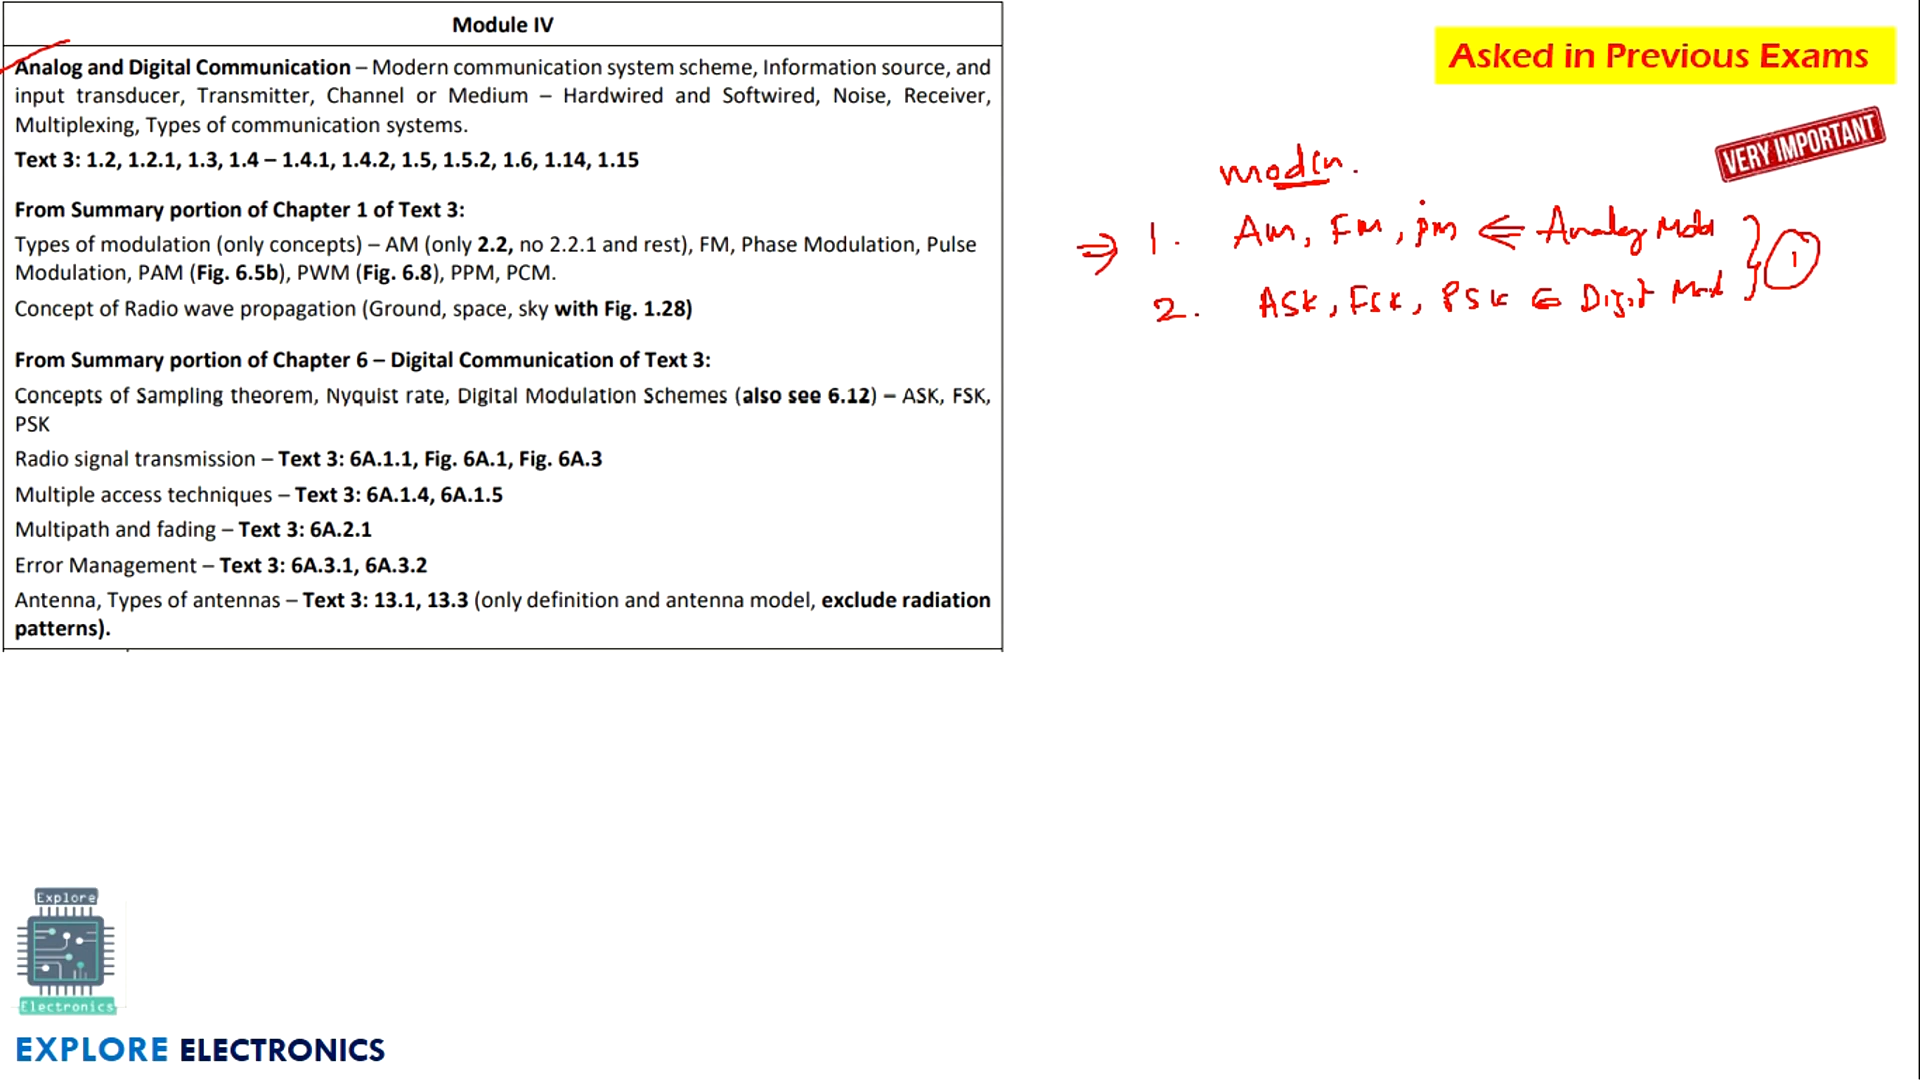 Module IV
Analog and Digital Communication – Modern communication system scheme, Information source, and
input transducer, Transmitter, Channel or Medium – Hardwired and Softwired, Noise, Receiver,
Multiplexing, Types of communication systems.
Text 3: 1.2, 1.2.1, 1.3, 1.4 – 1.4.1, 1.4.2, 1.5, 1.5.2, 1.6, 1.14, 1.15
From Summary portion of Chapter 1 of Text 3:
Types of modulation (only concepts) – AM (only 2.2, no 2.2.1 and rest), FM, Phase Modulation, Pulse
Modulation, PAM (Fig. 6.5b), PWM (Fig. 6.8), PPM, PCM.
Concept of Radio wave propagation (Ground, space, sky with Fig. 1.28)
From Summary portion of Chapter 6 – Digital Communication of Text 3:
Concepts of Sampling theorem, Nyquist rate, Digital Modulation Schemes (also see 6.12) – ASK, FSK,
PSK
Radio signal transmission – Text 3: 6A.1.1, Fig. 6A.1, Fig. 6A.3
Multiple access techniques – Text 3: 6A.1.4, 6A.1.5
Multipath and fading – Text 3: 6A.2.1
Error Management – Text 3: 6A.3.1, 6A.3.2
Antenna, Types of antennas – Text 3: 13.1, 13.3 (only definition and antenna model, exclude radiation
patterns).
Asked in Previous Exams
VERY IMPORTANT
⇒ 1. AM, FM, PM ⇐ Analog Mod
2. ASK, FSK, PSK ⇐ Digit Mod
1
Explore
Electronics
EXPLORE ELECTRONICS